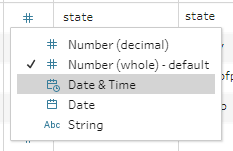 # state state
# Number (decimal)
✓ # Number (whole) - default
Date & Time
Date
Abc String